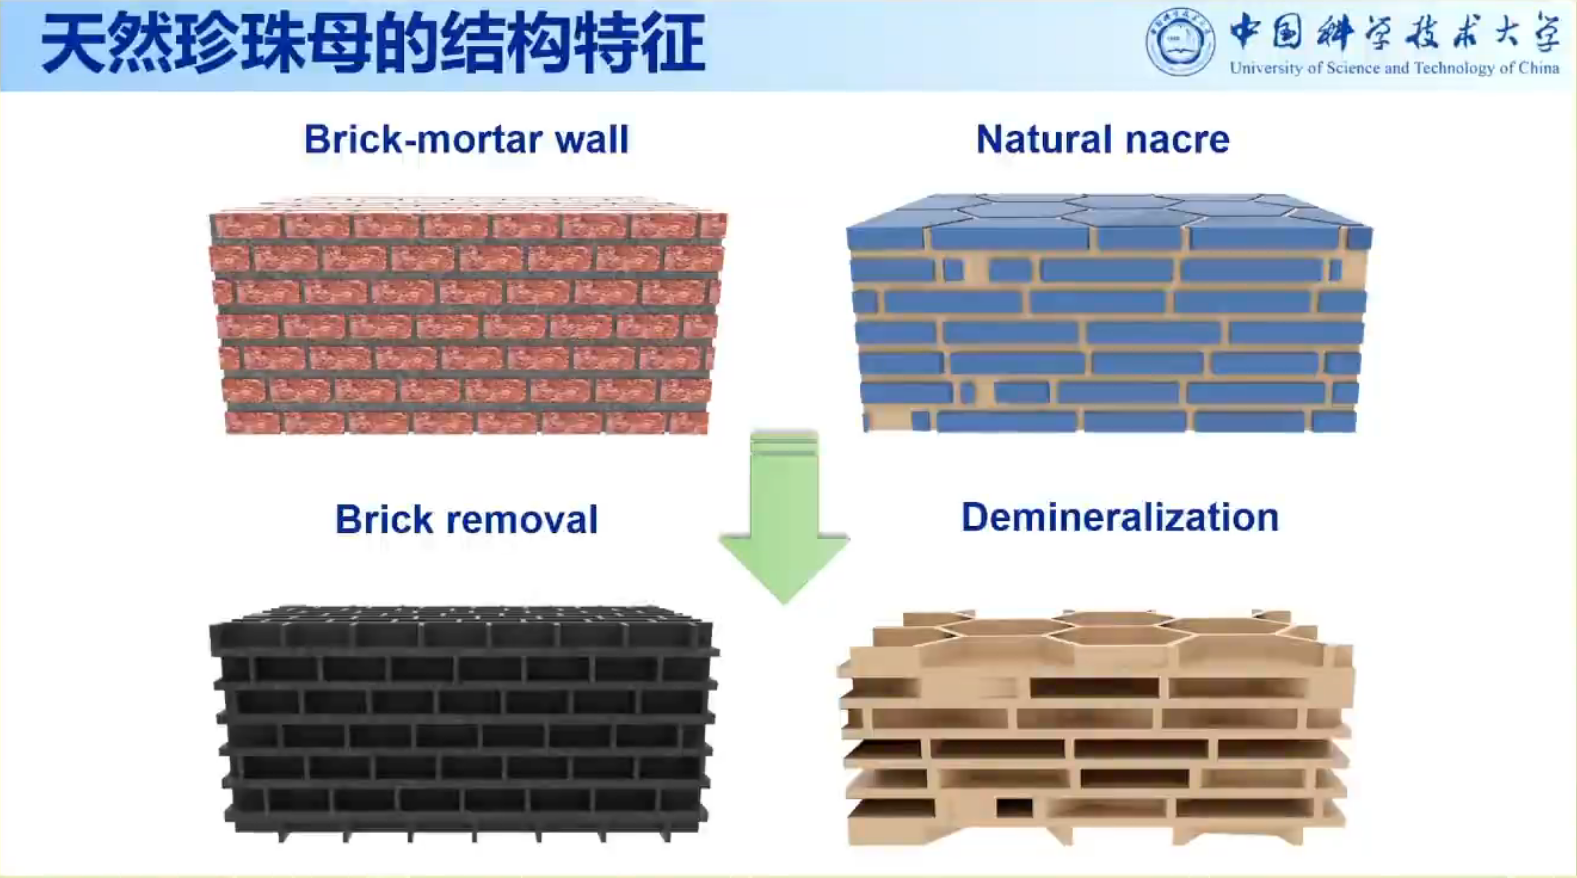 天然珍珠母的结构特征
中国科学技术大学
University of Science and Technology of China
Brick-mortar wall
Natural nacre
Brick removal
Demineralization